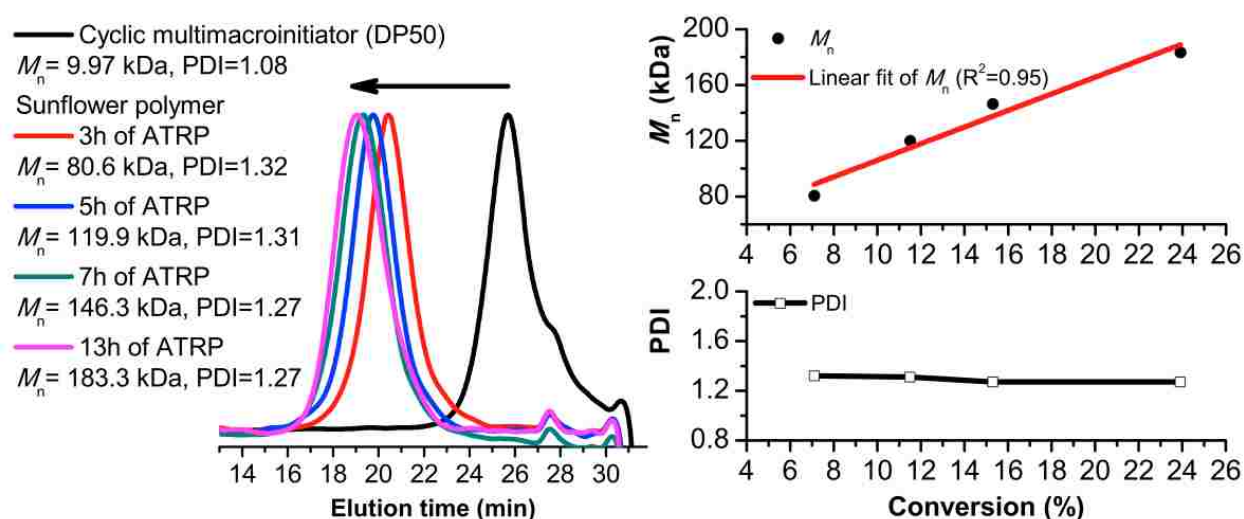 Cyclic multimacroinitiator (DP50)
Mn= 9.97 kDa, PDI=1.08
Sunflower polymer
3h of ATRP
Mn= 80.6 kDa, PDI=1.32
5h of ATRP
Mn= 119.9 kDa, PDI=1.31
7h of ATRP
Mn= 146.3 kDa, PDI=1.27
13h of ATRP
Mn= 183.3 kDa, PDI=1.27
14 16 18 20 22 24 26 28 30
Elution time (min)
Mn (kDa)
200
160
120
80
Mn
Linear fit of Mn (R²=0.95)
4 6 8 10 12 14 16 18 20 22 24 26
PDI
2.0
1.6
1.2
0.8
PDI
4 6 8 10 12 14 16 18 20 22 24 26
Conversion (%)